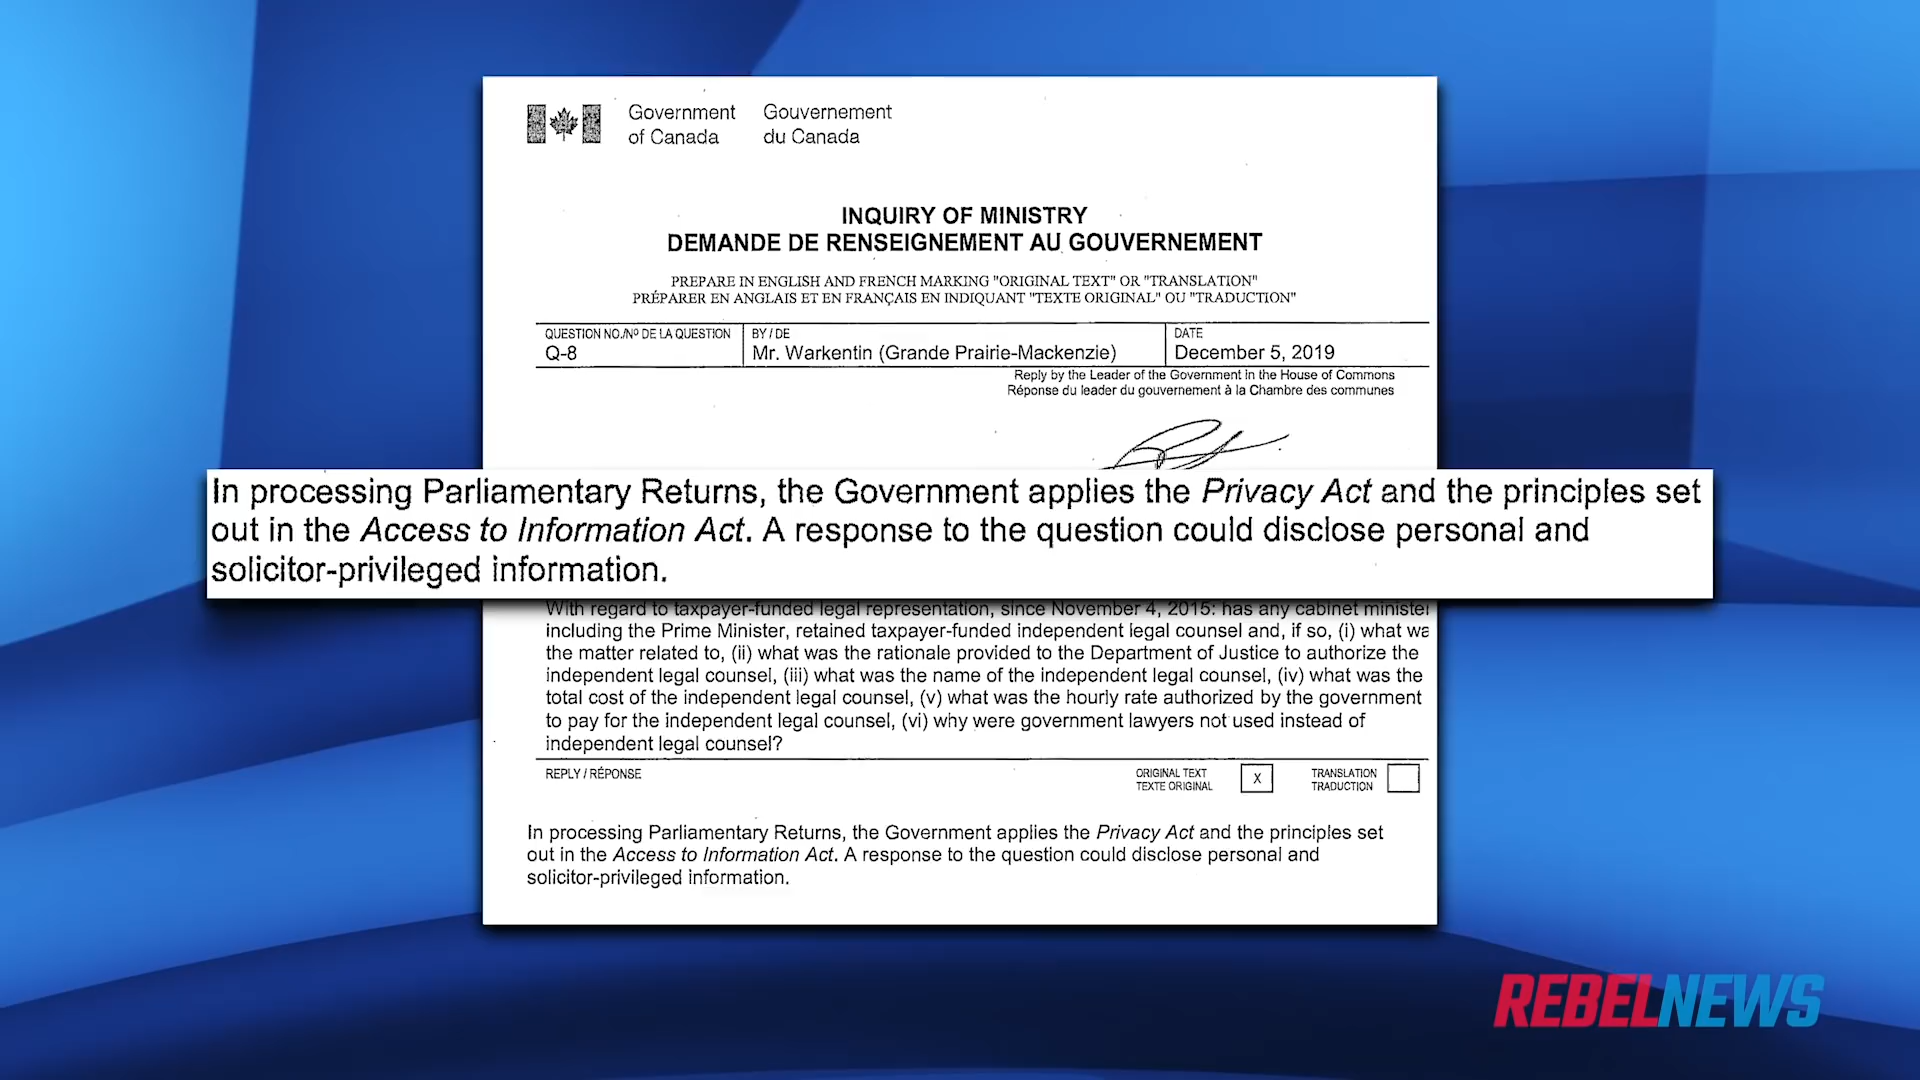 Government Gouvernement
of Canada du Canada
INQUIRY OF MINISTRY
DEMANDE DE RENSEIGNEMENT AU GOUVERNEMENT
PREPARE IN ENGLISH AND FRENCH MARKING "ORIGINAL TEXT" OR "TRANSLATION"
PRÉPARER EN ANGLAIS ET EN FRANÇAIS EN INDIQUANT "TEXTE ORIGINAL" OU "TRADUCTION"
QUESTION NO./Nº DE LA QUESTION BY / DE DATE
Q-8 Mr. Warkentin (Grande Prairie-Mackenzie) December 5, 2019
Reply by the Leader of the Government in the House of Commons
Réponse du leader du gouvernement à la Chambre des communes
In processing Parliamentary Returns, the Government applies the Privacy Act and the principles set
out in the Access to Information Act. A response to the question could disclose personal and
solicitor-privileged information.
With regard to taxpayer-funded legal representation, since November 4, 2015: has any cabinet minister
including the Prime Minister, retained taxpayer-funded independent legal counsel and, if so, (i) what
the matter related to, (ii) what was the rationale provided to the Department of Justice to authorize the
independent legal counsel, (iii) what was the name of the independent legal counsel, (iv) what was the
total cost of the independent legal counsel, (v) what was the hourly rate authorized by the government
to pay for the independent legal counsel, (vi) why were government lawyers not used instead of
independent legal counsel?
REPLY / RÉPONSE ORIGINAL TEXT X TRANSLATION
TEXTE ORIGINAL TRADUCTION
In processing Parliamentary Returns, the Government applies the Privacy Act and the principles set
out in the Access to Information Act. A response to the question could disclose personal and
solicitor-privileged information.
REBELNEWS